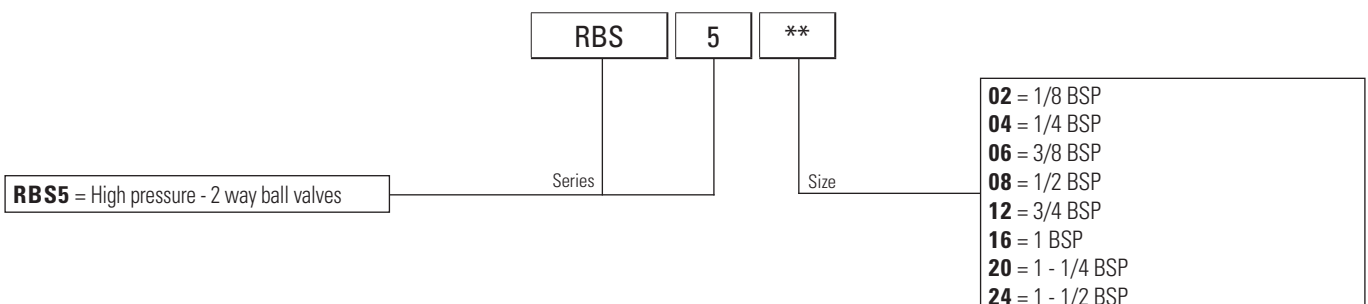 RBS 5 **
Series
Size
RBS5 = High pressure - 2 way ball valves
02 = 1/8 BSP
04 = 1/4 BSP
06 = 3/8 BSP
08 = 1/2 BSP
12 = 3/4 BSP
16 = 1 BSP
20 = 1 - 1/4 BSP
24 = 1 - 1/2 BSP